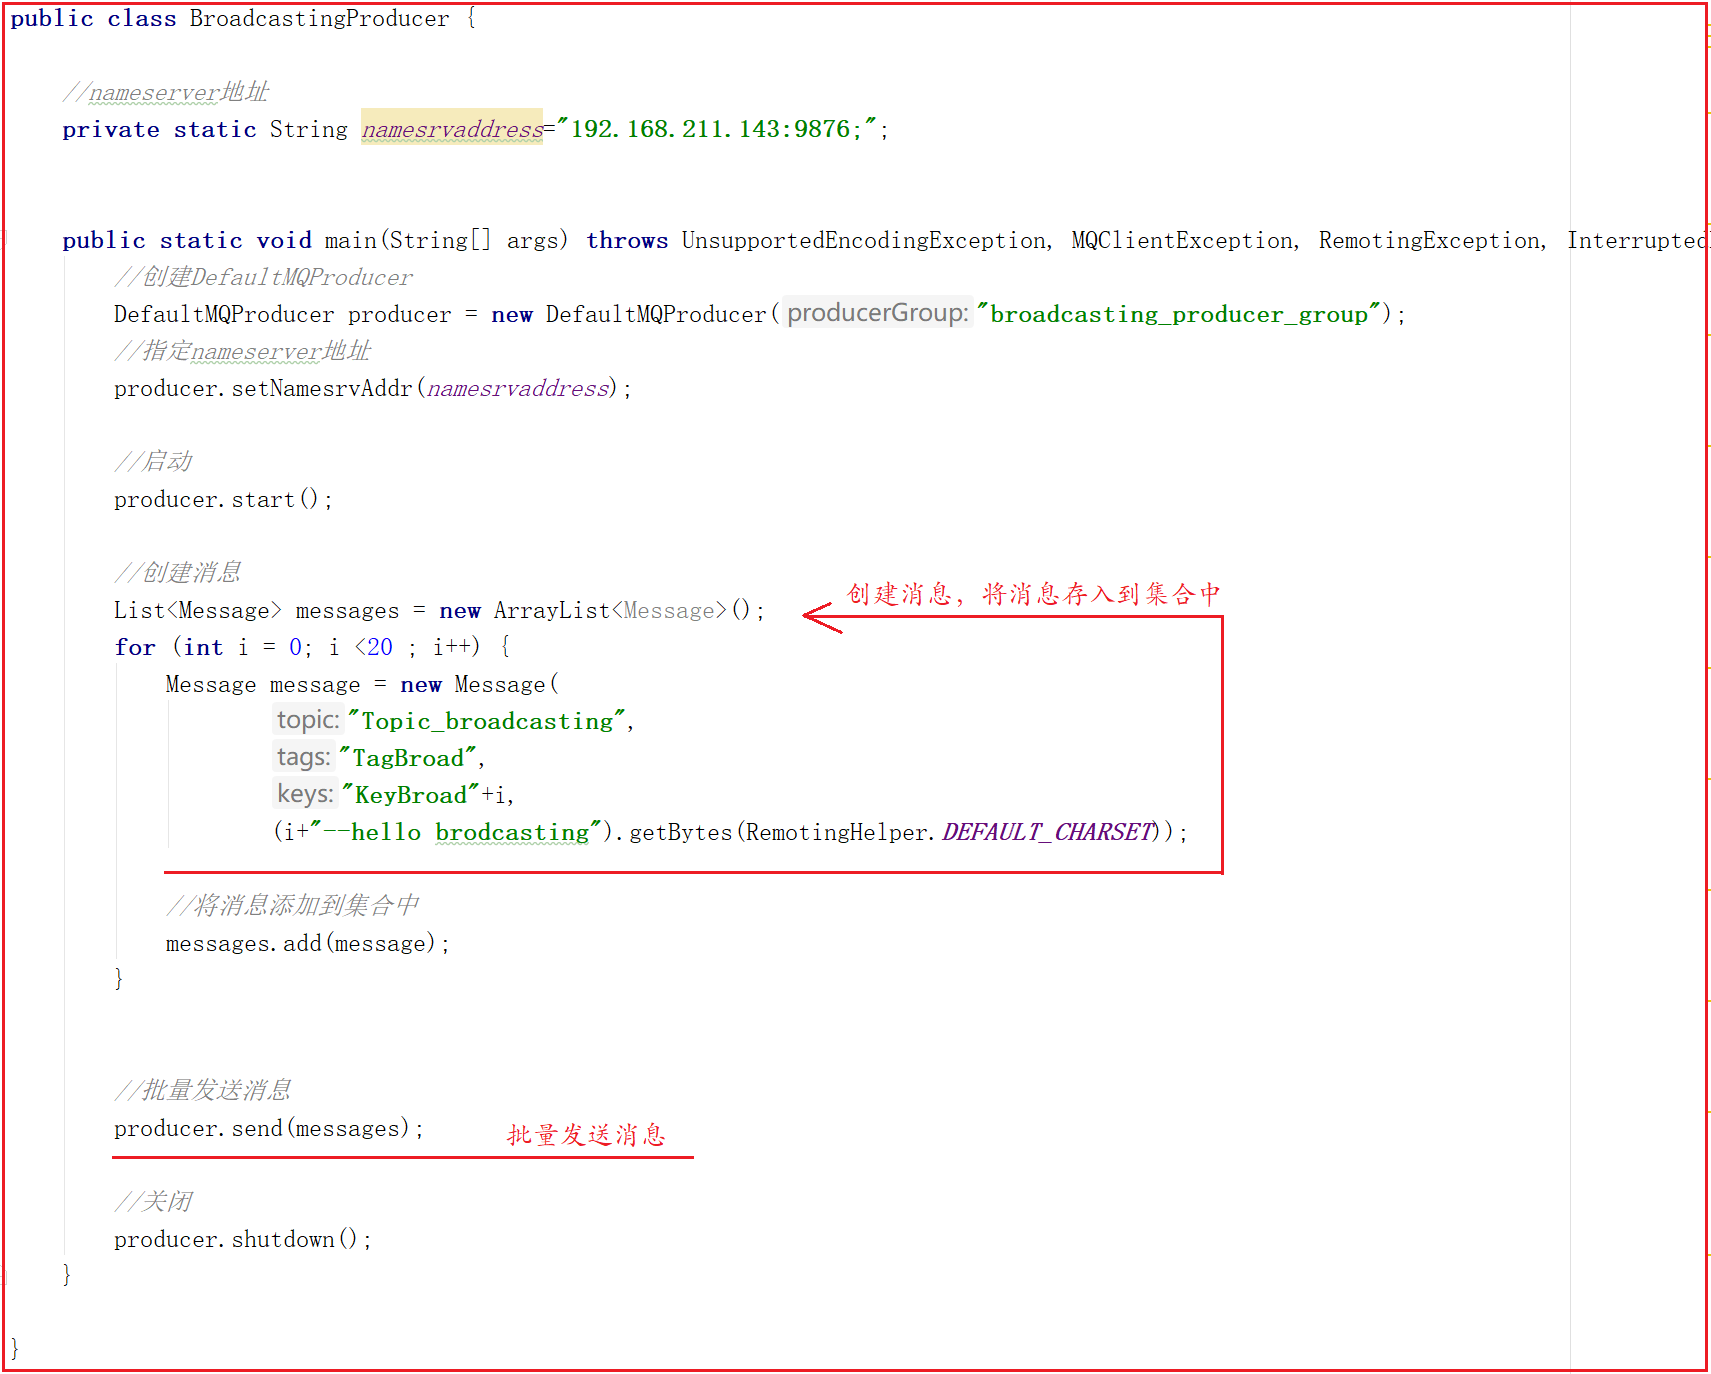 public class BroadcastingProducer {
//nameserver地址
private static String namesrvaddress="192.168.211.143:9876;";
public static void main(String[] args) throws UnsupportedEncodingException, MQClientException, RemotingException, Interrupted
//创建DefaultMQProducer
DefaultMQProducer producer = new DefaultMQProducer( producerGroup: "broadcasting_producer_group");
//指定nameserver地址
producer.setNamesrvAddr(namesrvaddress);
//启动
producer.start();
//创建消息
创建消息，将消息存入到集合中
List<Message> messages = new ArrayList<Message>();
for (int i = 0; i <20 ; i++) {
Message message = new Message(
topic: "Topic_broadcasting",
tags: "TagBroad",
keys: "KeyBroad"+i,
(i+"--hello brodcasting").getBytes(RemotingHelper.DEFAULT_CHARSET));
//将消息添加到集合中
messages.add(message);
}
//批量发送消息
producer.send(messages); 批量发送消息
//关闭
producer.shutdown();
}
}